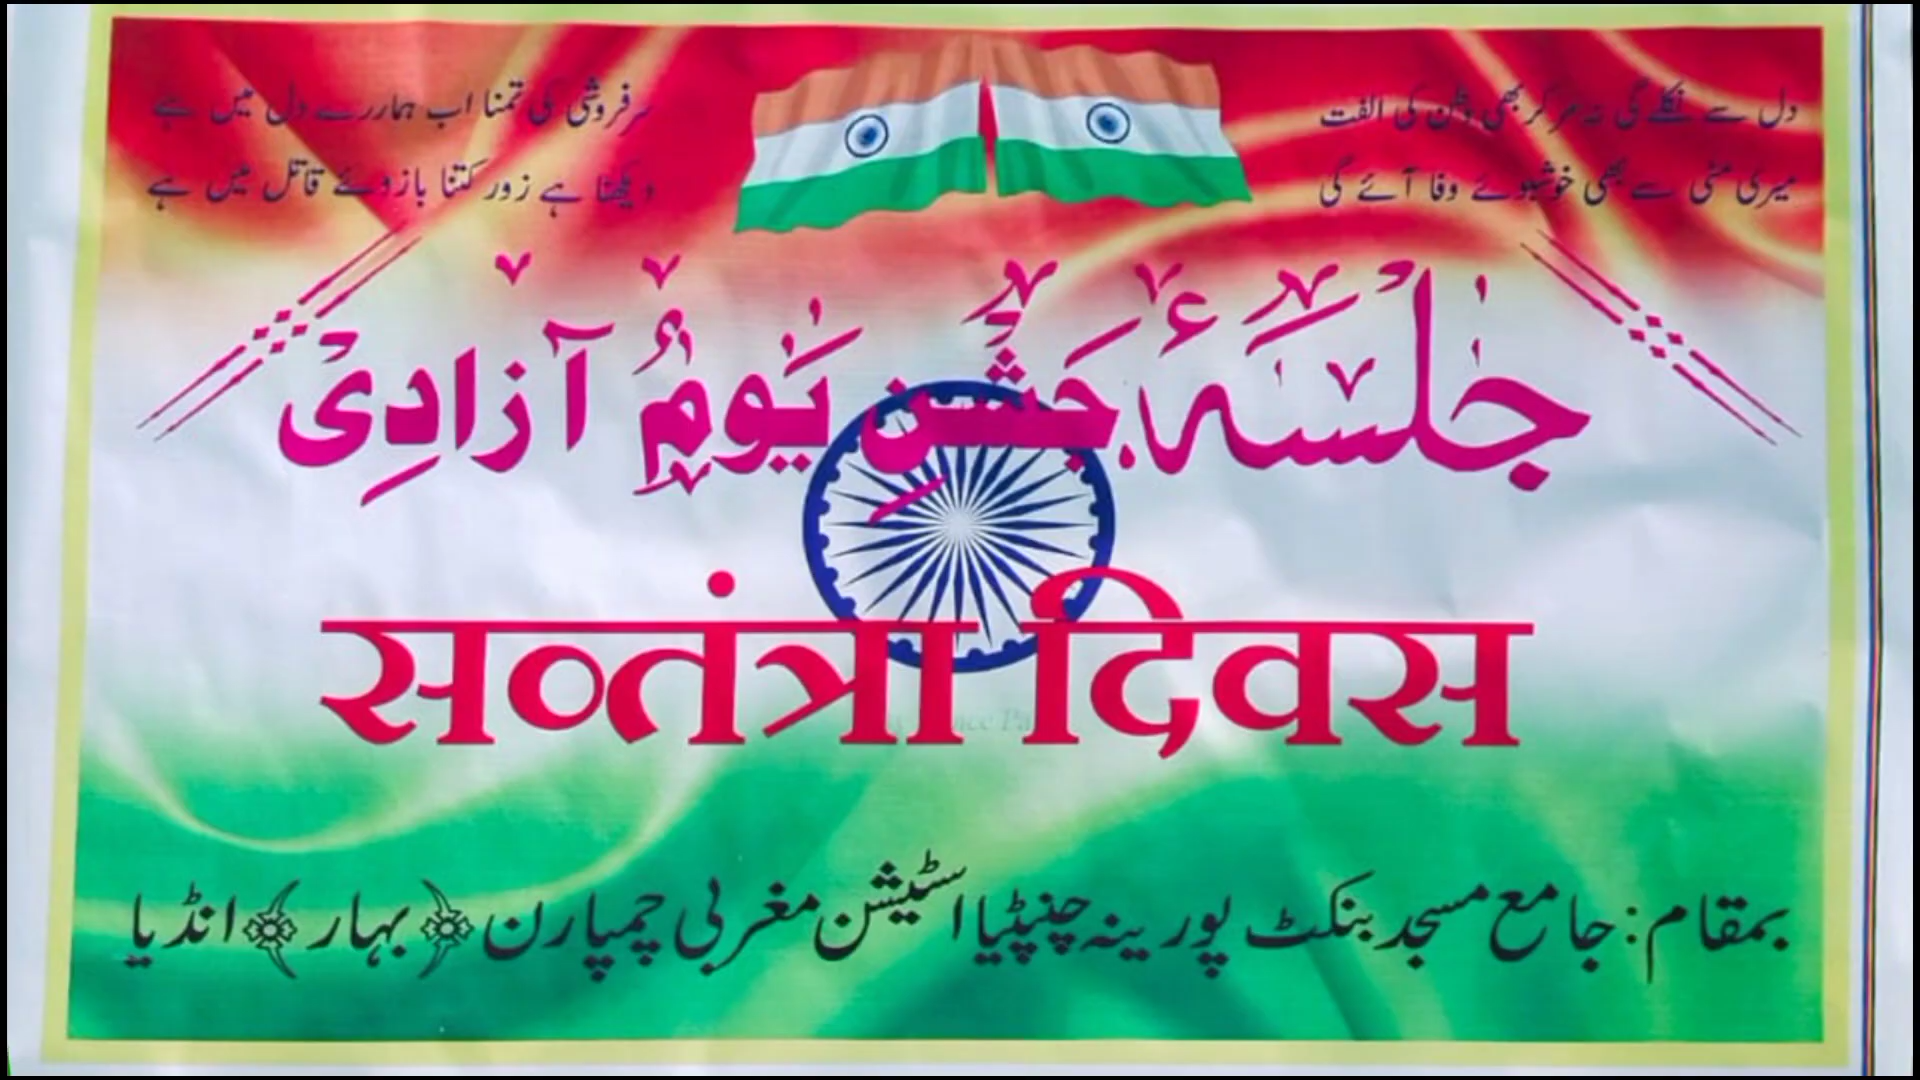 دل سے نکلے گی نہ مر کر بھی وطن کی الفت
میری مٹی سے بھی خوشبوئے وفا آئے گی
سرفروشی کی تمنا اب ہمارے دل میں ہے
دیکھنا ہے زور کتنا بازوئے قاتل میں ہے
جلسۂ جشنِ یومِ آزادی
सव्तंत्रा दिवस
بمقام: جامع مسجد بنکٹ پورینہ چنپٹیا اسٹیشن مغربی چمپارن ﴿بہار﴾ انڈیا